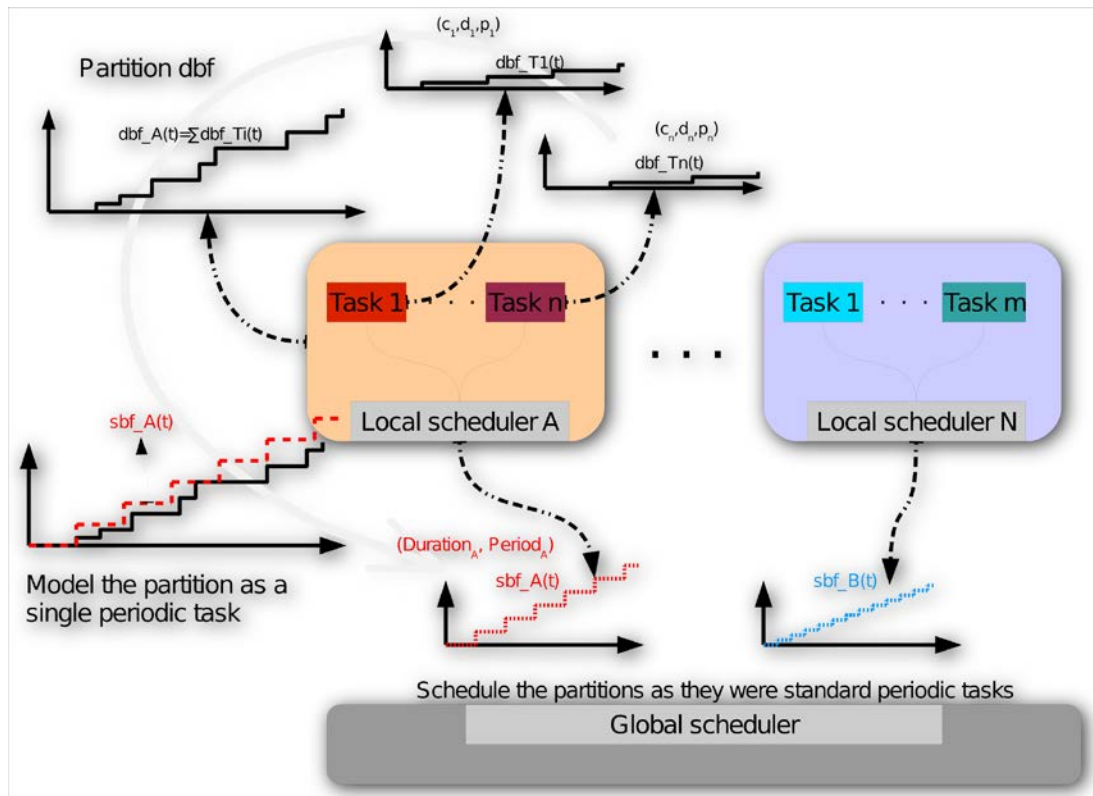 (c₁,d₁,p₁)
dbf_T1(t)
Partition dbf
dbf_A(t)=∑dbf_Ti(t)
(cₙ,dₙ,pₙ)
dbf_Tn(t)
Task 1 · · · Task n
Task 1 · · · Task m
. . .
Local scheduler A
Local scheduler N
sbf_A(t)
Model the partition as a
single periodic task
(Duration_A, Period_A)
sbf_A(t)
sbf_B(t)
Schedule the partitions as they were standard periodic tasks
Global scheduler